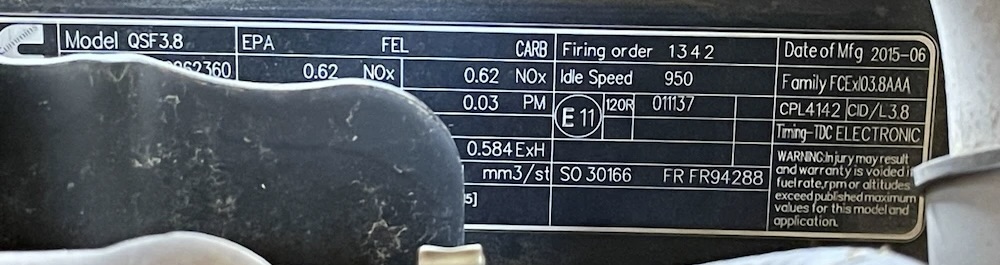 Model QSF3.8 EPA FEL CARB Firing order 1342 Date of Mfg 2015-06
0.62 NOx 0.62 NOx Idle Speed 950 Family FCEXL03.8AAA
0.03 PM E11 120R 011137 CPL4142 CID/L3.8
Timing-TDC ELECTRONIC
0.584 ExH
mm3/st SO 30166 FR FR94288
WARNING:Injury may result
and warranty is voided
fuel rate,rpm or altitudes
exceed published maximum
values for this model and
application.